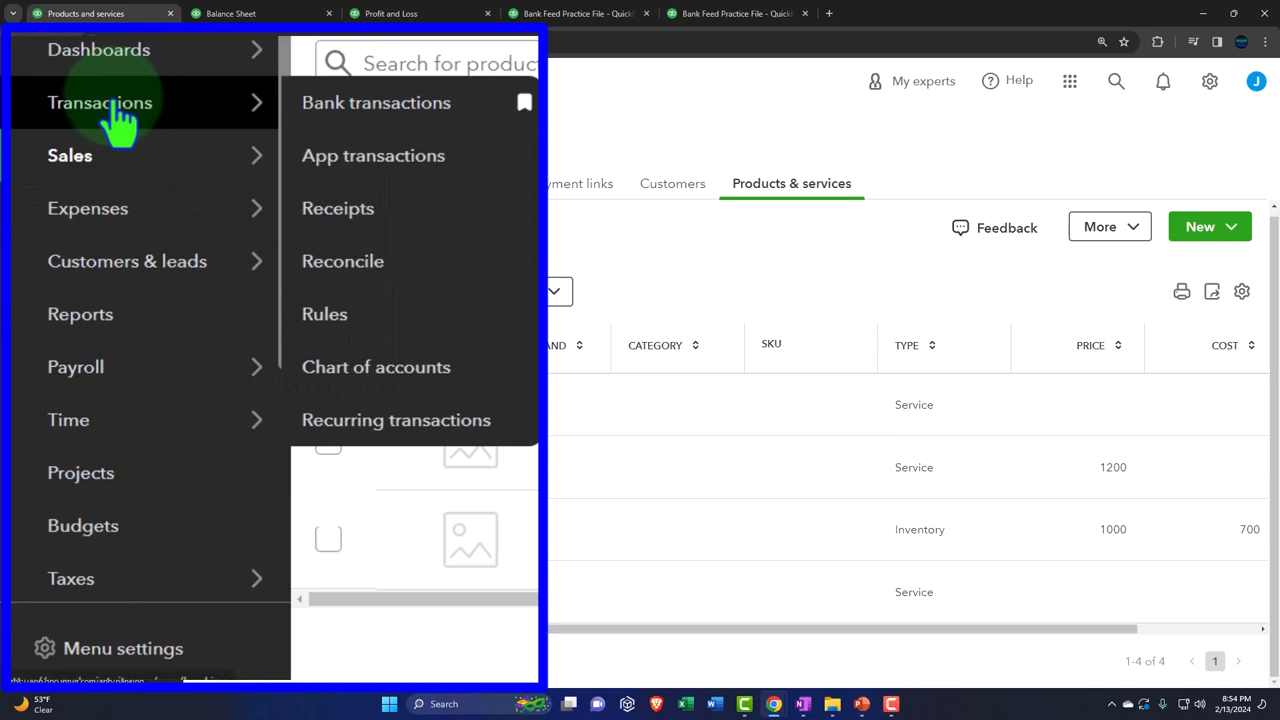 Products and services
Balance Sheet
Profit and Loss
Bank Feed Practice File - Quick
Bank Feed Practice File - QuickB
My experts
Help
J
Dashboards
Transactions
Sales
Expenses
Customers & leads
Reports
Payroll
Time
Projects
Budgets
Taxes
Menu settings
Search for produc
Bank transactions
App transactions
Receipts
Reconcile
Rules
Chart of accounts
Recurring transactions
yment links
Customers
Products & services
Feedback
More
New
AND
CATEGORY
SKU
TYPE
PRICE
COST
Service
Service
1200
Inventory
1000
700
Service
1-4 of 4
1
53°F
Clear
Search
8:54 PM
2/13/2024